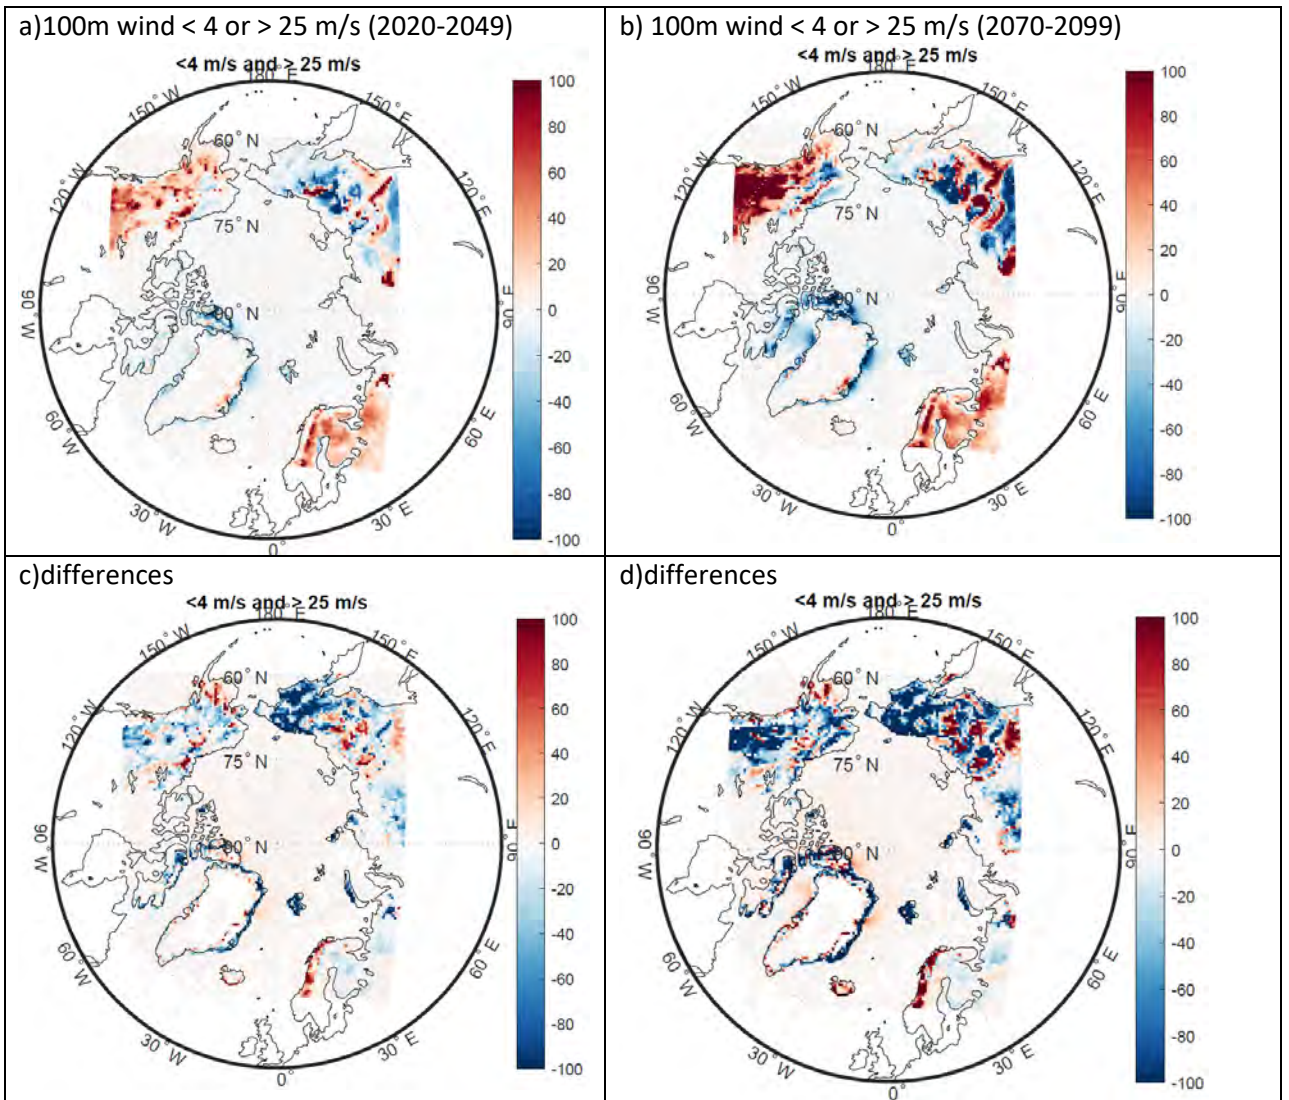 a)100m wind < 4 or > 25 m/s (2020-2049)
<4 m/s and > 25 m/s
180° E
150° W
150° E
120° W
120° E
60° N
75° N
90° N
90° W
90° E
60° W
60° E
30° W
30° E
0°
100
80
60
40
20
0
-20
-40
-60
-80
-100
b) 100m wind < 4 or > 25 m/s (2070-2099)
<4 m/s and > 25 m/s
180° E
150° W
150° E
120° W
120° E
60° N
75° N
90° N
90° W
90° E
60° W
60° E
30° W
30° E
0°
100
80
60
40
20
0
-20
-40
-60
-80
-100
c)differences
<4 m/s and > 25 m/s
180° E
150° W
150° E
120° W
120° E
60° N
75° N
90° N
90° W
90° E
60° W
60° E
30° W
30° E
0°
100
80
60
40
20
0
-20
-40
-60
-80
-100
d)differences
<4 m/s and > 25 m/s
180° E
150° W
150° E
120° W
120° E
60° N
75° N
90° N
90° W
90° E
60° W
60° E
30° W
30° E
0°
100
80
60
40
20
0
-20
-40
-60
-80
-100